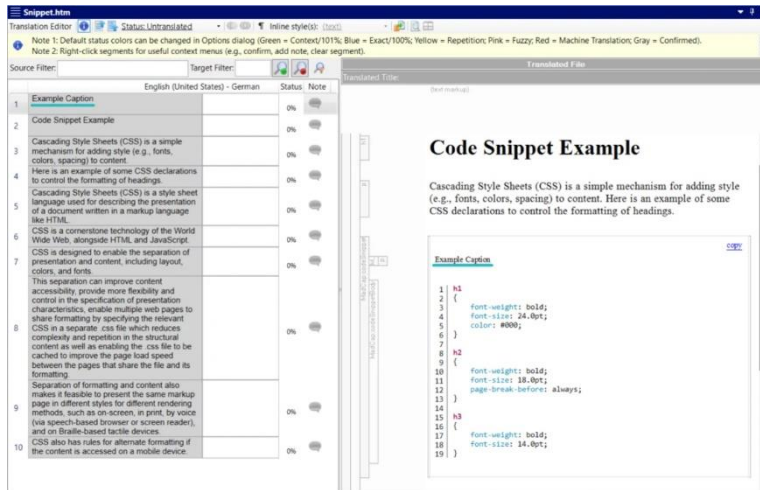 Snippet.htm
Translation Editor Status: Untranslated ¶ Inline style(s): (text)
Note 1: Default status colors can be changed in Options dialog (Green = Context/101%; Blue = Exact/100%; Yellow = Repetition; Pink = Fuzzy; Red = Machine Translation; Gray = Confirmed).
Note 2: Right-click segments for useful context menus (e.g., confirm, add note, clear segment).
Source Filter: Target Filter:
English (United States) - German Status Note
1 Example Caption 0%
2 Code Snippet Example 0%
3 Cascading Style Sheets (CSS) is a simple
mechanism for adding style (e.g., fonts,
colors, spacing) to content. 0%
4 Here is an example of some CSS declarations
to control the formatting of headings. 0%
5 Cascading Style Sheets (CSS) is a style sheet
language used for describing the presentation
of a document written in a markup language
like HTML. 0%
6 CSS is a cornerstone technology of the World
Wide Web, alongside HTML and JavaScript. 0%
7 CSS is designed to enable the separation of
presentation and content, including layout,
colors, and fonts. 0%
8 This separation can improve content
accessibility, provide more flexibility and
control in the specification of presentation
characteristics, enable multiple web pages to
share formatting by specifying the relevant
CSS in a separate .css file which reduces
complexity and repetition in the structural
content as well as enabling the .css file to be
cached to improve the page load speed
between the pages that share the file and its
formatting. 0%
9 Separation of formatting and content also
makes it feasible to present the same markup
page in different styles for different rendering
methods, such as on-screen, in print, by voice
(via speech-based browser or screen reader),
and on Braille-based tactile devices. 0%
10 CSS also has rules for alternate formatting if
the content is accessed on a mobile device. 0%
Translated File
Translated Title:
(text markup)
h1
Code Snippet Example
Cascading Style Sheets (CSS) is a simple mechanism for adding style
(e.g., fonts, colors, spacing) to content. Here is an example of some
CSS declarations to control the formatting of headings.
copy
Example Caption
1 h1
2 {
3 font-weight: bold;
4 font-size: 24.0pt;
5 color: #000;
6 }
7
8 h2
9 {
10 font-weight: bold;
11 font-size: 18.0pt;
12 page-break-before: always;
13 }
14
15 h3
16 {
17 font-weight: bold;
18 font-size: 14.0pt;
19 }